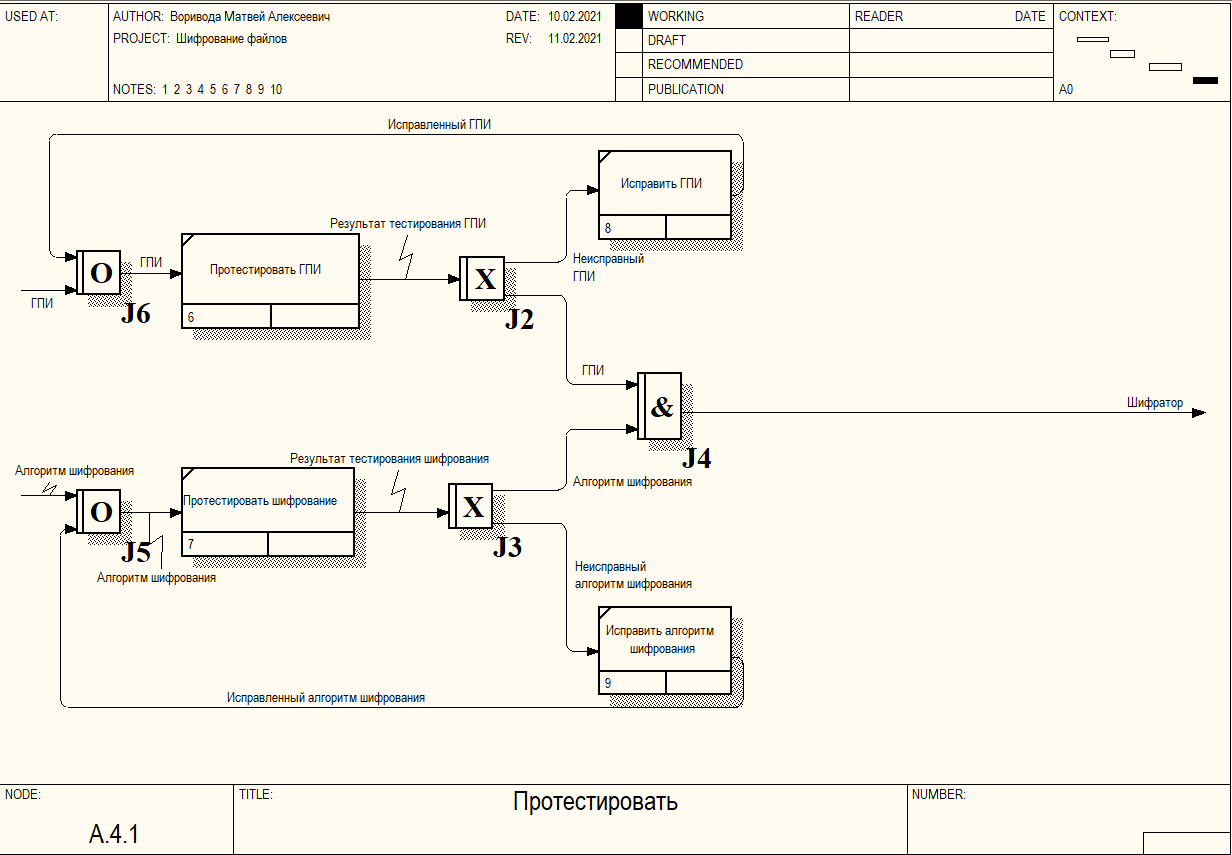 USED AT:
AUTHOR: Воривода Матвей Алексеевич
DATE: 10.02.2021
PROJECT: Шифрование файлов
REV: 11.02.2021
NOTES: 1 2 3 4 5 6 7 8 9 10
WORKING
DRAFT
RECOMMENDED
PUBLICATION
READER
DATE
CONTEXT:
A0
Исправленный ГПИ
Исправить ГПИ
8
Результат тестирования ГПИ
O
ГПИ
ГПИ
J6
Протестировать ГПИ
6
X
J2
Неисправный
ГПИ
ГПИ
&
J4
Шифратор
Алгоритм шифрования
O
J5
Алгоритм шифрования
Протестировать шифрование
7
Результат тестирования шифрования
X
J3
Алгоритм шифрования
Неисправный
алгоритм шифрования
Исправить алгоритм
шифрования
9
Исправленный алгоритм шифрования
NODE:
A.4.1
TITLE:
Протестировать
NUMBER: